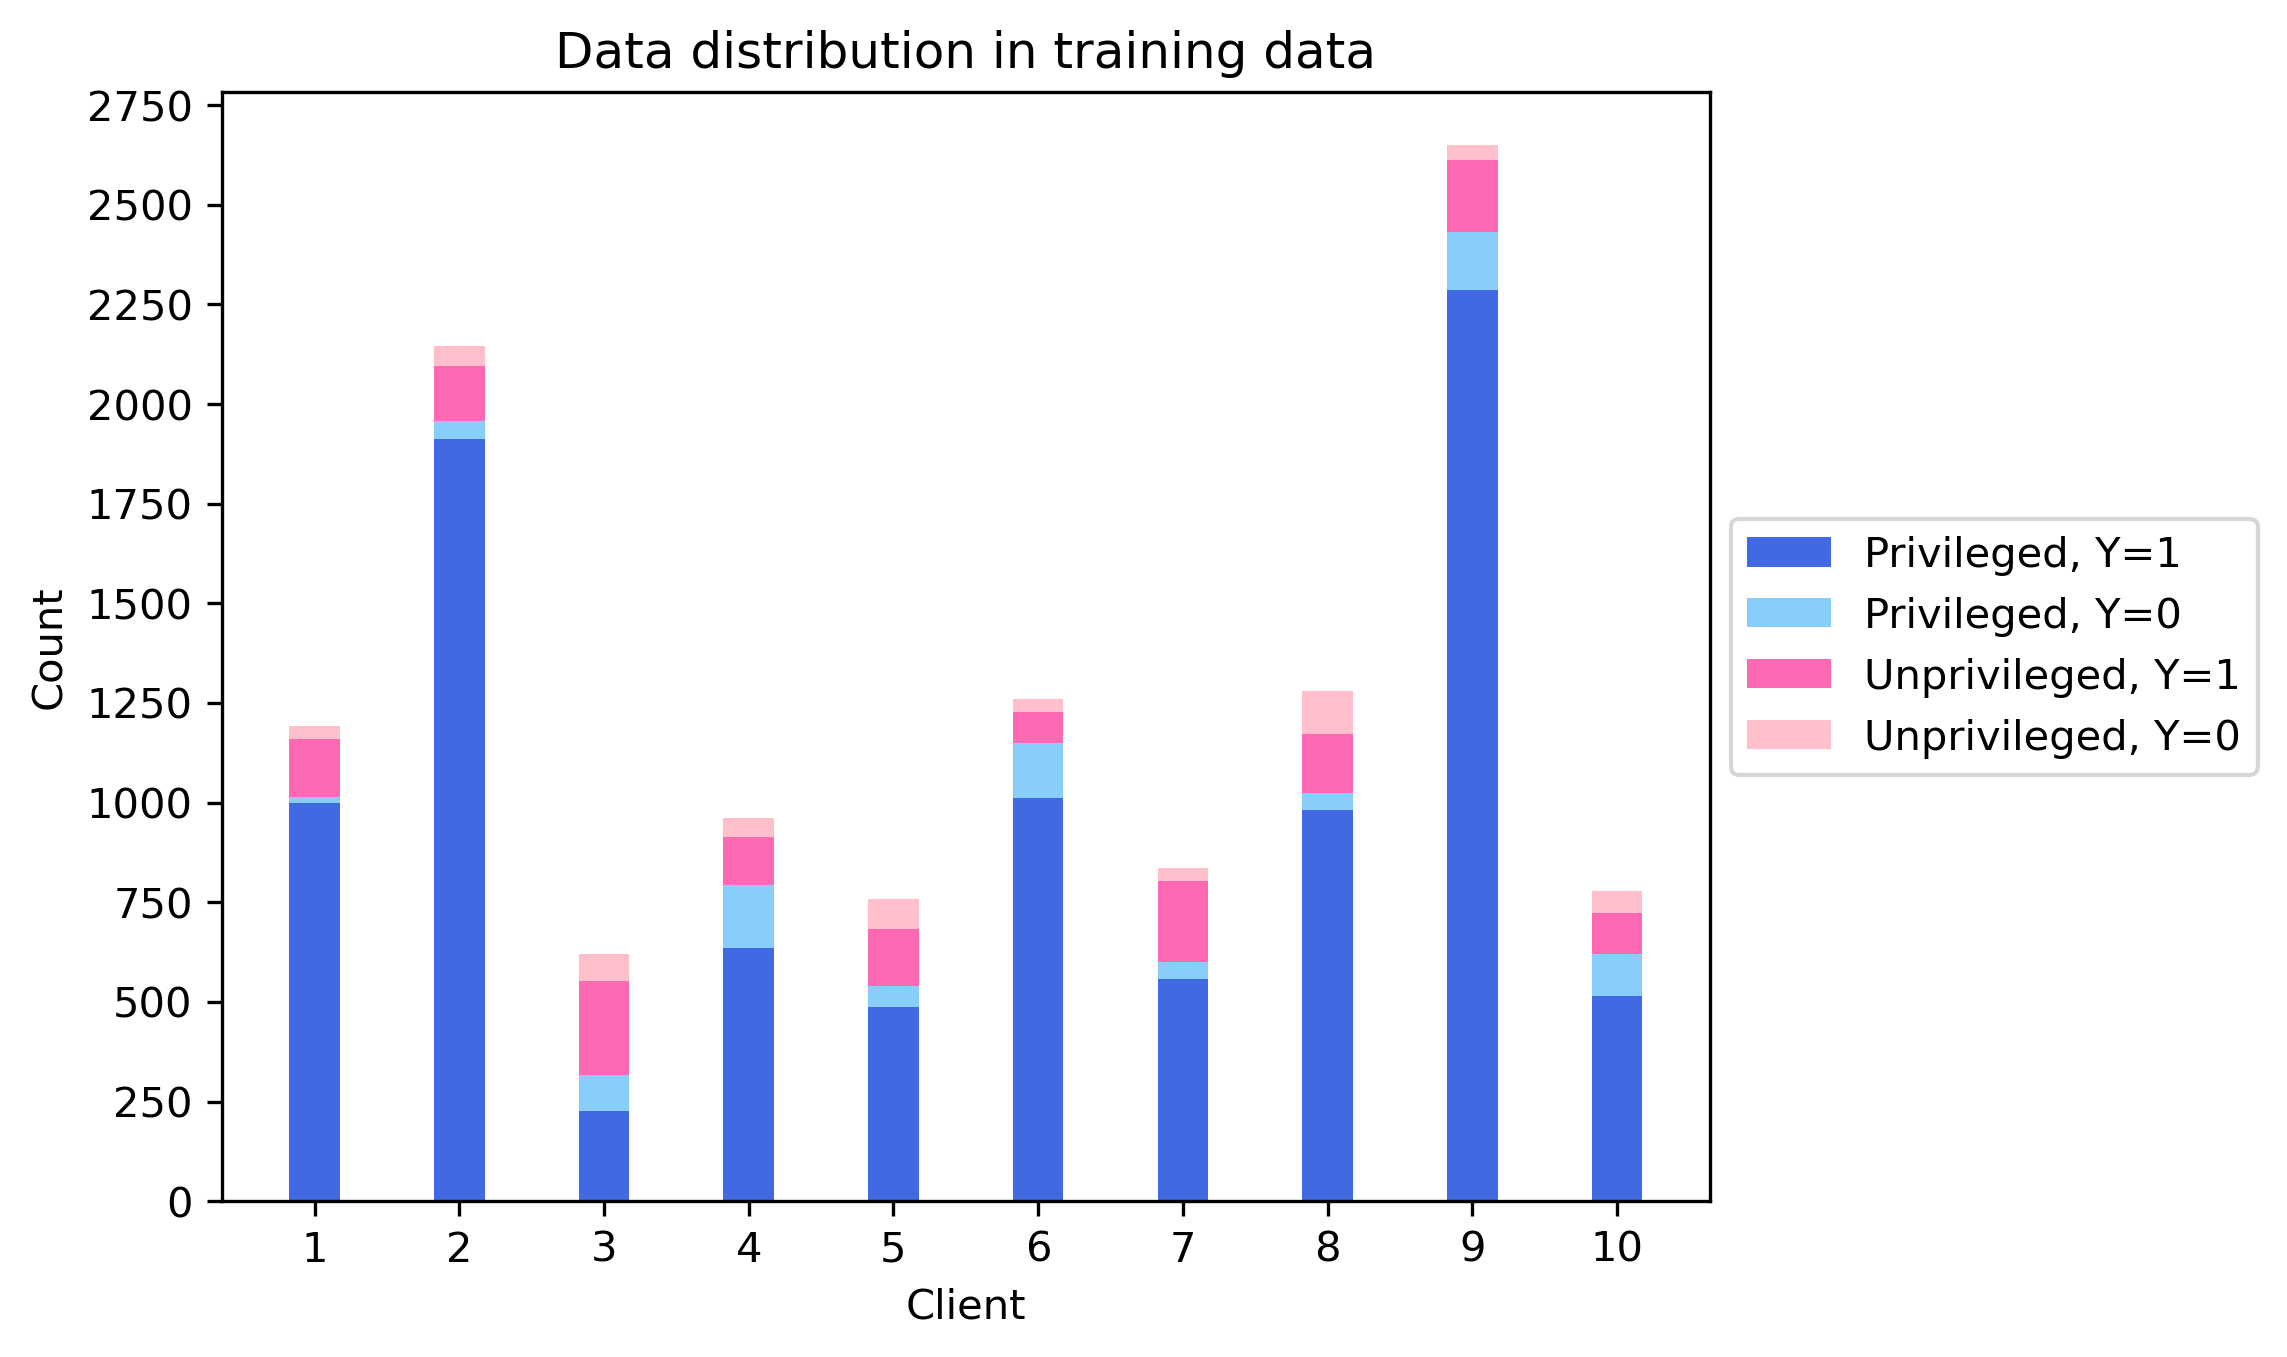 Data distribution in training data
2750
2500
2250
2000
1750
1500
1250
1000
750
500
250
0
Count
1 2 3 4 5 6 7 8 9 10
Client
Privileged, Y=1
Privileged, Y=0
Unprivileged, Y=1
Unprivileged, Y=0